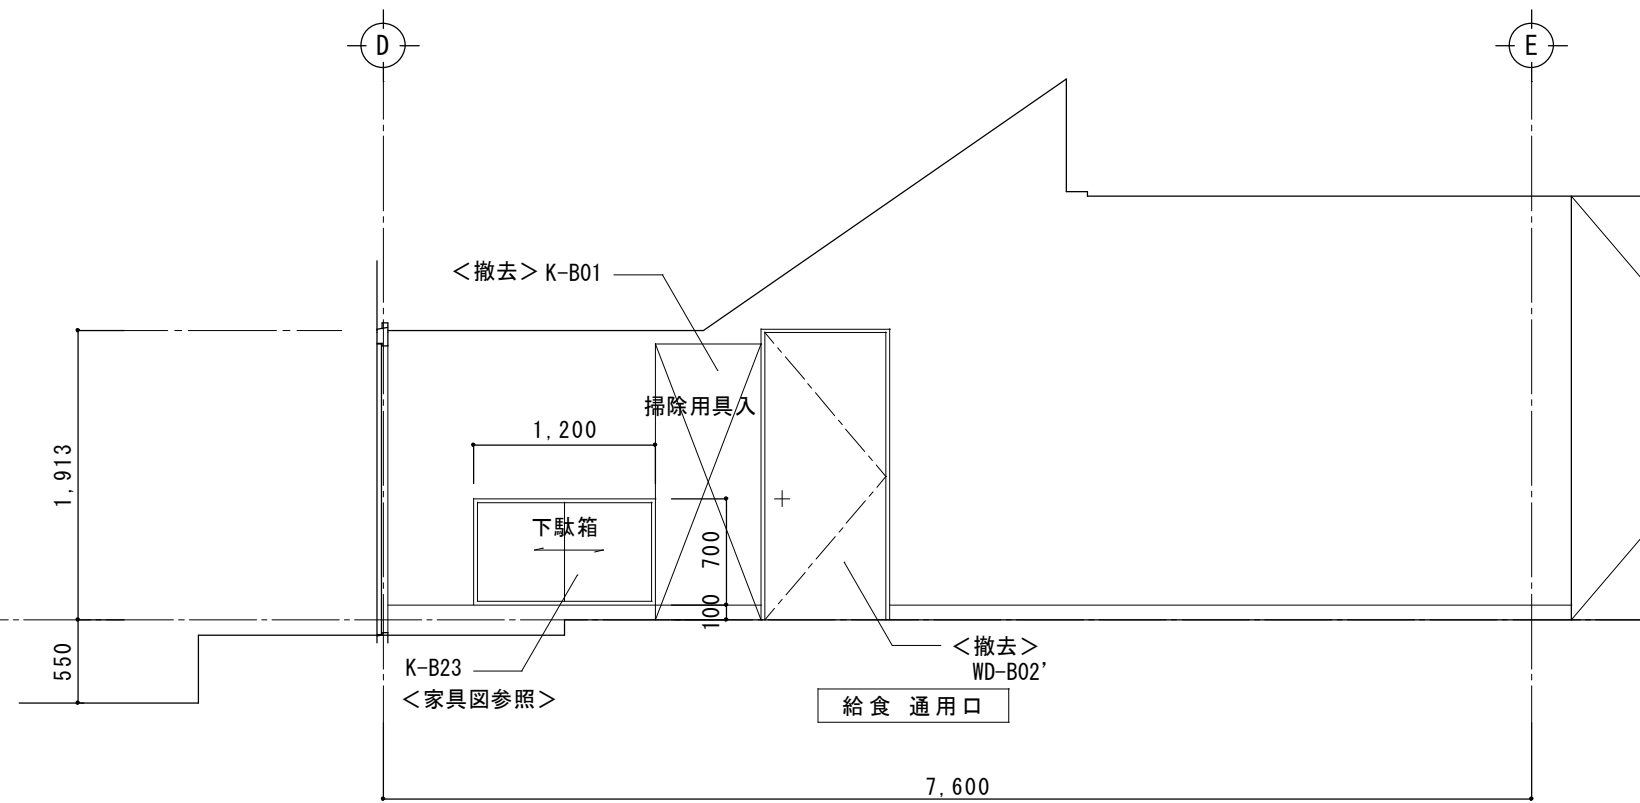 D
E
＜撤去＞K-B01
掃除用具入
1,200
1,913
下駄箱
700
100
550
K-B23
＜家具図参照＞
＜撤去＞
WD-B02’
給食 通用口
7,600